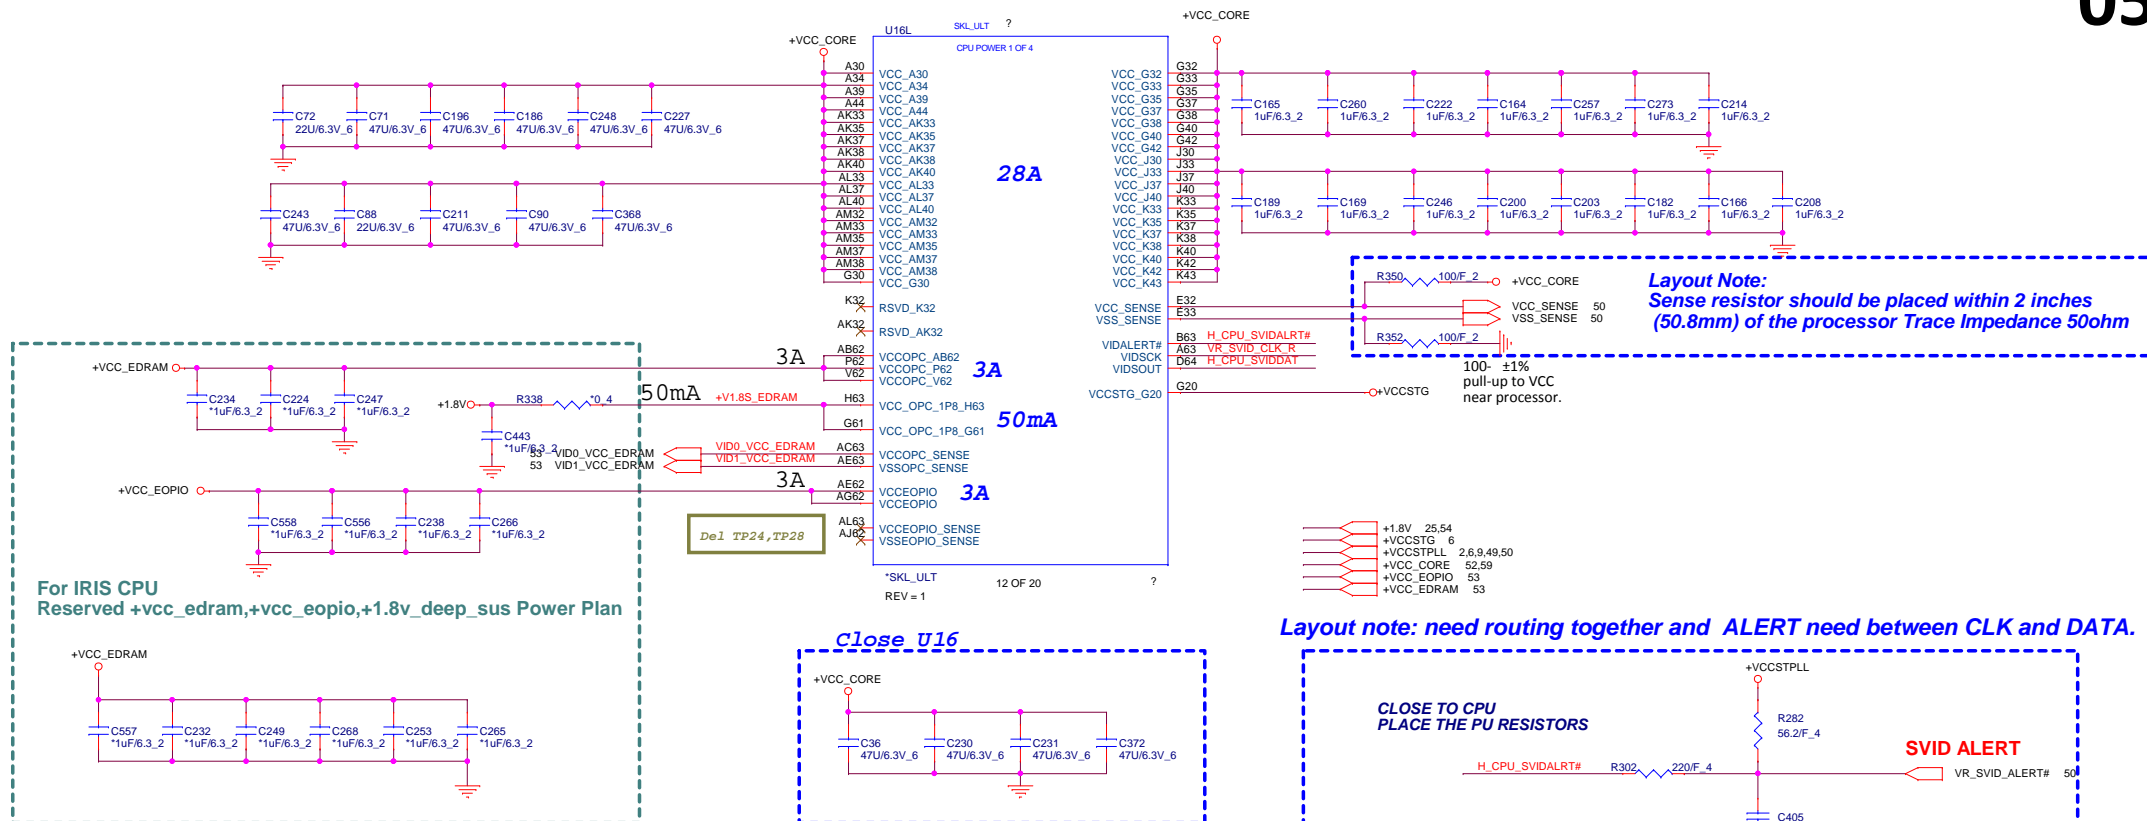 05
+VCC_CORE
U16L
SKL_ULT
?
+VCC_CORE
CPU POWER 1 OF 4
A30 VCC_A30
A34 VCC_A34
A39 VCC_A39
A44 VCC_A44
AK33 VCC_AK33
AK35 VCC_AK35
AK37 VCC_AK37
AK38 VCC_AK38
AK40 VCC_AK40
AL33 VCC_AL33
AL37 VCC_AL37
AL40 VCC_AL40
AM32 VCC_AM32
AM33 VCC_AM33
AM35 VCC_AM35
AM37 VCC_AM37
AM38 VCC_AM38
G30 VCC_G30
K32 RSVD_K32
AK32 RSVD_AK32
AB62 VCCOPC_AB62
P62 VCCOPC_P62
V62 VCCOPC_V62
H63 VCC_OPC_1P8_H63
G61 VCC_OPC_1P8_G61
AC63 VCCOPC_SENSE
AE63 VSSOPC_SENSE
AE62 VCCEOPIO
AG62 VCCEOPIO
AL63 VCCEOPIO_SENSE
AJ62 VSSEOPIO_SENSE
28A
3A
50mA
3A
VCC_G32 G32
VCC_G33 G33
VCC_G35 G35
VCC_G37 G37
VCC_G38 G38
VCC_G40 G40
VCC_G42 G42
VCC_J30 J30
VCC_J33 J33
VCC_J37 J37
VCC_J40 J40
VCC_K33 K33
VCC_K35 K35
VCC_K37 K37
VCC_K38 K38
VCC_K40 K40
VCC_K42 K42
VCC_K43 K43
VCC_SENSE E32
VSS_SENSE E33
VIDALERT# B63 H_CPU_SVIDALRT#
VIDSCK A63 VR_SVID_CLK_R
VIDSOUT D64 H_CPU_SVIDDAT
VCCSTG_G20 G20
+VCCSTG
*SKL_ULT
REV = 1
12 OF 20
?
C72 C71 C196 C186 C248 C227
22U/6.3V_6 47U/6.3V_6 47U/6.3V_6 47U/6.3V_6 47U/6.3V_6 47U/6.3V_6
C243 C88 C211 C90 C368
47U/6.3V_6 22U/6.3V_6 47U/6.3V_6 47U/6.3V_6 47U/6.3V_6
C165 C260 C222 C164 C257 C273 C214
1uF/6.3_2 1uF/6.3_2 1uF/6.3_2 1uF/6.3_2 1uF/6.3_2 1uF/6.3_2 1uF/6.3_2
C189 C169 C246 C200 C203 C182 C166 C208
1uF/6.3_2 1uF/6.3_2 1uF/6.3_2 1uF/6.3_2 1uF/6.3_2 1uF/6.3_2 1uF/6.3_2 1uF/6.3_2
R350 100/F_2 +VCC_CORE
VCC_SENSE 50
VSS_SENSE 50
R352 100/F_2
Layout Note:
Sense resistor should be placed within 2 inches
(50.8mm) of the processor Trace Impedance 50ohm
100- ±1%
pull-up to VCC
near processor.
+VCC_EDRAM
3A
C234 C224 C247
*1uF/6.3_2 *1uF/6.3_2 *1uF/6.3_2
+1.8V R338 *0_4 50mA +V1.8S_EDRAM
C443
*1uF/6.3_2
53 VID0_VCC_EDRAM VID0_VCC_EDRAM
53 VID1_VCC_EDRAM VID1_VCC_EDRAM
+VCC_EOPIO
3A
C558 C556 C238 C266
*1uF/6.3_2 *1uF/6.3_2 *1uF/6.3_2 *1uF/6.3_2
Del TP24,TP28
For IRIS CPU
Reserved +vcc_edram,+vcc_eopio,+1.8v_deep_sus Power Plan
+VCC_EDRAM
C557 C232 C249 C268 C253 C265
*1uF/6.3_2 *1uF/6.3_2 *1uF/6.3_2 *1uF/6.3_2 *1uF/6.3_2 *1uF/6.3_2
Close U16
+VCC_CORE
C36 C230 C231 C372
47U/6.3V_6 47U/6.3V_6 47U/6.3V_6 47U/6.3V_6
+1.8V 25,54
+VCCSTG 6
+VCCSTPLL 2,6,9,49,50
+VCC_CORE 52,59
+VCC_EOPIO 53
+VCC_EDRAM 53
Layout note: need routing together and ALERT need between CLK and DATA.
+VCCSTPLL
CLOSE TO CPU
PLACE THE PU RESISTORS
R282
56.2/F_4
SVID ALERT
H_CPU_SVIDALRT# R302 220/F_4 VR_SVID_ALERT# 50
C405